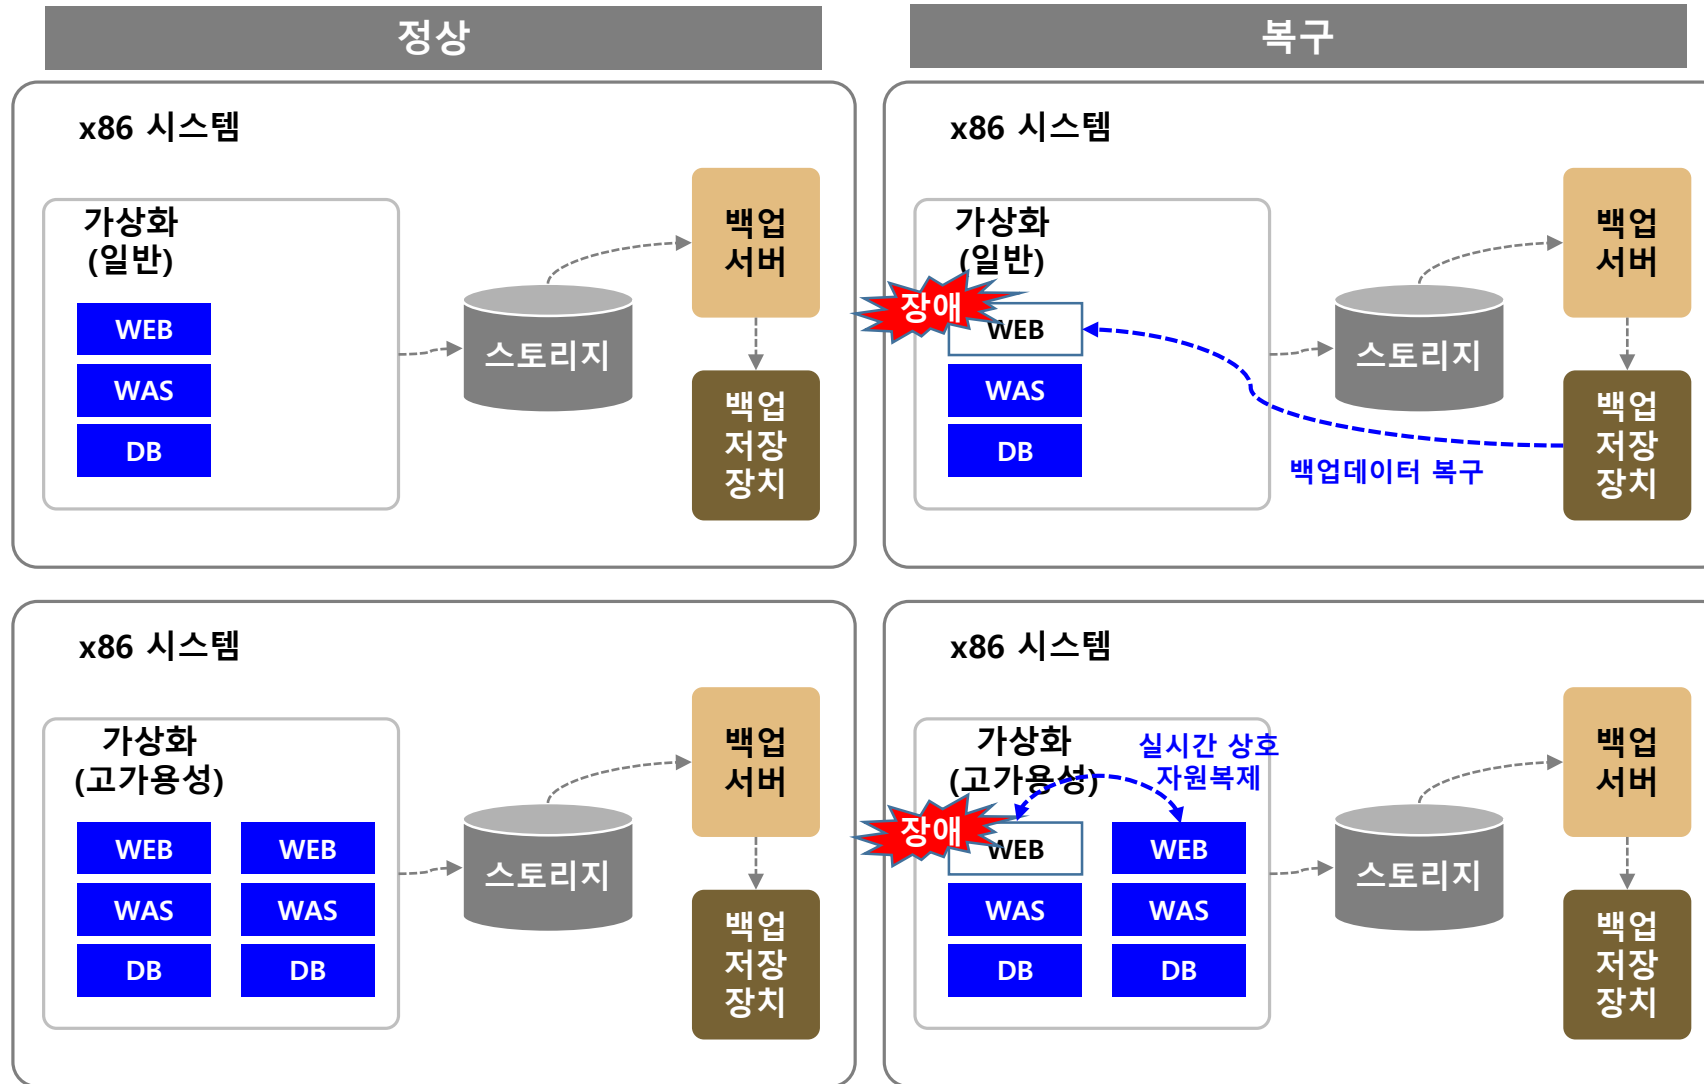 정상
복구
x86 시스템
가상화
(일반)
WEB
WAS
DB
스토리지
백업
서버
백업
저장
장치
x86 시스템
가상화
(일반)
장애
WEB
WAS
DB
스토리지
백업데이터 복구
백업
서버
백업
저장
장치
x86 시스템
가상화
(고가용성)
WEB
WEB
WAS
WAS
DB
DB
스토리지
백업
서버
백업
저장
장치
x86 시스템
가상화
(고가용성)
실시간 상호
자원복제
장애
WEB
WEB
WAS
WAS
DB
DB
스토리지
백업
서버
백업
저장
장치